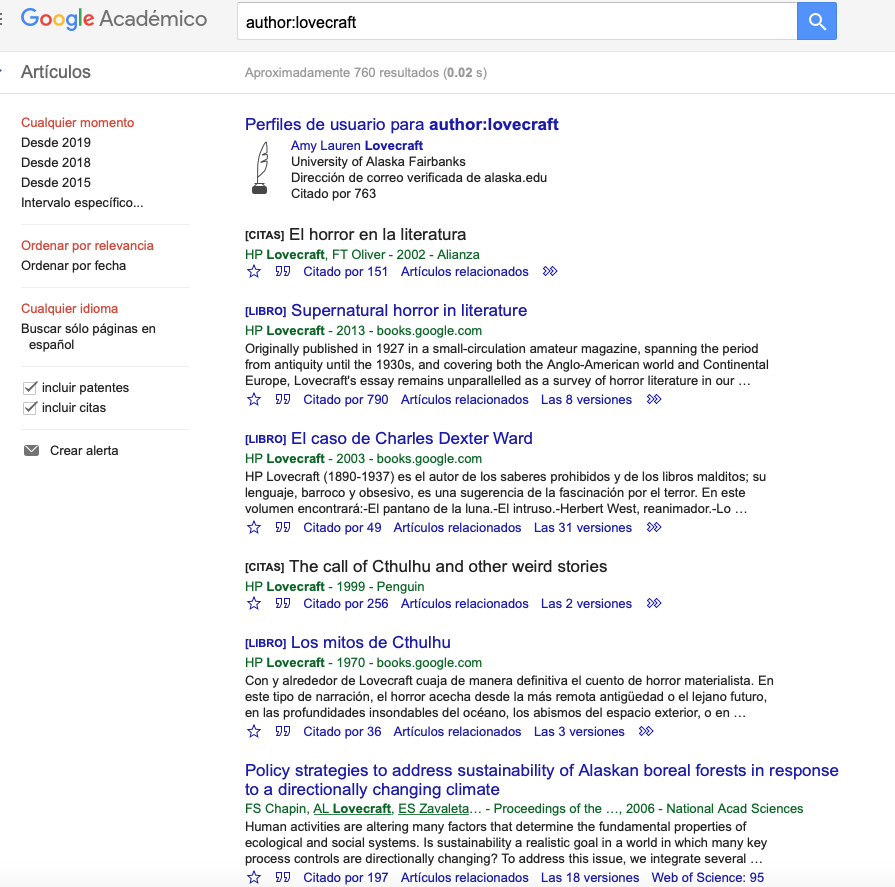 Google Académico
author:lovecraft
Artículos
Aproximadamente 760 resultados (0.02 s)
Cualquier momento
Desde 2019
Desde 2018
Desde 2015
Intervalo específico...
Ordenar por relevancia
Ordenar por fecha
Cualquier idioma
Buscar sólo páginas en
español
incluir patentes
incluir citas
Crear alerta
Perfiles de usuario para author:lovecraft
Amy Lauren Lovecraft
University of Alaska Fairbanks
Dirección de correo verificada de alaska.edu
Citado por 763
[CITAS] El horror en la literatura
HP Lovecraft, FT Oliver - 2002 - Alianza
Citado por 151 Artículos relacionados
[LIBRO] Supernatural horror in literature
HP Lovecraft - 2013 - books.google.com
Originally published in 1927 in a small-circulation amateur magazine, spanning the period
from antiquity until the 1930s, and covering both the Anglo-American world and Continental
Europe, Lovecraft's essay remains unparallelled as a survey of horror literature in our …
Citado por 790 Artículos relacionados Las 8 versiones
[LIBRO] El caso de Charles Dexter Ward
HP Lovecraft - 2003 - books.google.com
HP Lovecraft (1890-1937) es el autor de los saberes prohibidos y de los libros malditos; su
lenguaje, barroco y obsesivo, es una sugerencia de la fascinación por el terror. En este
volumen encontrará:-El pantano de la luna.-El intruso.-Herbert West, reanimador.-Lo …
Citado por 49 Artículos relacionados Las 31 versiones
[CITAS] The call of Cthulhu and other weird stories
HP Lovecraft - 1999 - Penguin
Citado por 256 Artículos relacionados Las 2 versiones
[LIBRO] Los mitos de Cthulhu
HP Lovecraft - 1970 - books.google.com
Con y alrededor de Lovecraft cuaja de manera definitiva el cuento de horror materialista. En
este tipo de narración, el horror acecha desde la más remota antigüedad o el lejano futuro,
en las profundidades insondables del océano, los abismos del espacio exterior, o en …
Citado por 36 Artículos relacionados Las 3 versiones
Policy strategies to address sustainability of Alaskan boreal forests in response
to a directionally changing climate
FS Chapin, AL Lovecraft, ES Zavaleta… - Proceedings of the …, 2006 - National Acad Sciences
Human activities are altering many factors that determine the fundamental properties of
ecological and social systems. Is sustainability a realistic goal in a world in which many key
process controls are directionally changing? To address this issue, we integrate several …
Citado por 197 Artículos relacionados Las 18 versiones Web of Science: 95